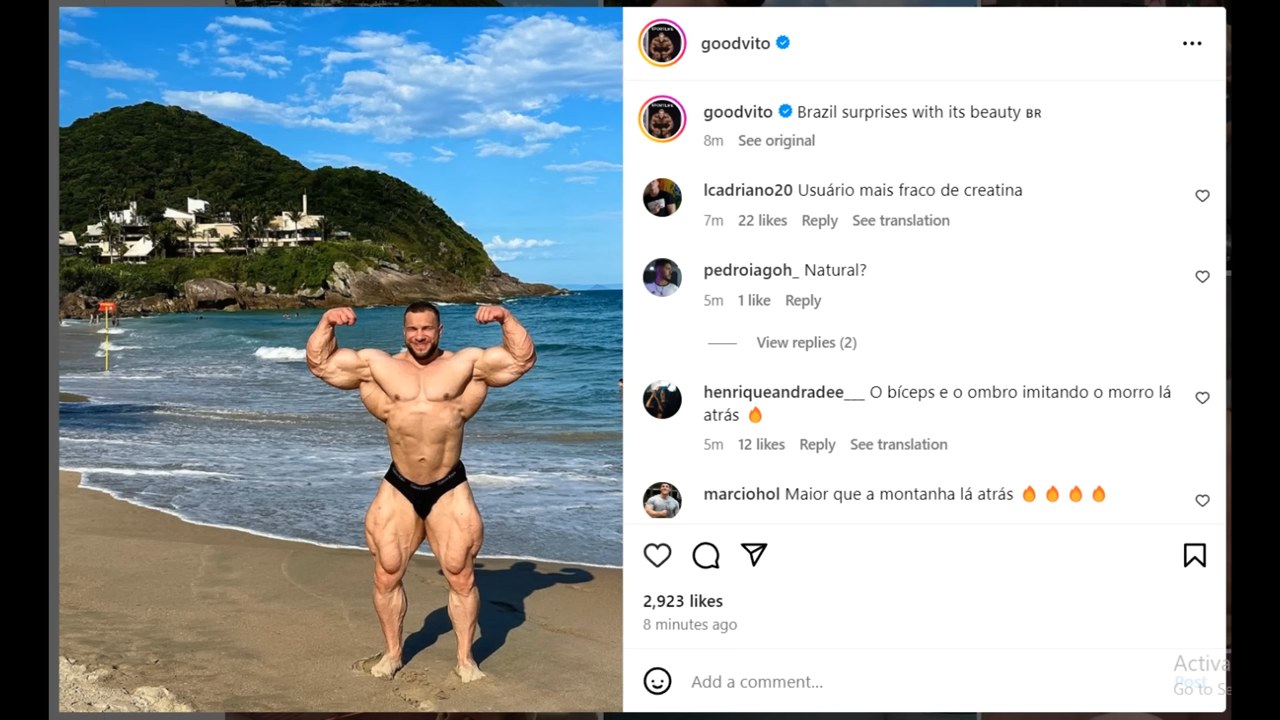 goodvito
goodvito Brazil surprises with its beauty BR
8m See original
lcadriano20 Usuário mais fraco de creatina
7m 22 likes Reply See translation
pedroiagoh_ Natural?
5m 1 like Reply
View replies (2)
henriqueandradee___ O bíceps e o ombro imitando o morro lá
atrás 🔥
5m 12 likes Reply See translation
marciohol Maior que a montanha lá atrás 🔥🔥🔥🔥
2,923 likes
8 minutes ago
Add a comment...
Post
Activa
Go to Se